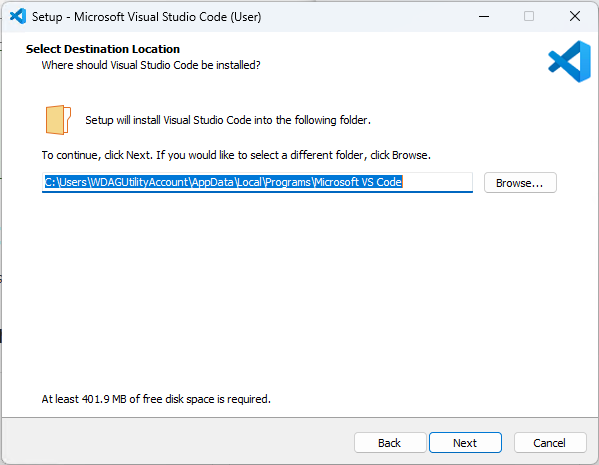 Setup - Microsoft Visual Studio Code (User)
Select Destination Location
Where should Visual Studio Code be installed?
Setup will install Visual Studio Code into the following folder.
To continue, click Next. If you would like to select a different folder, click Browse.
C:\Users\WDAGUtilityAccount\AppData\Local\Programs\Microsoft VS Code
Browse...
At least 401.9 MB of free disk space is required.
Back
Next
Cancel